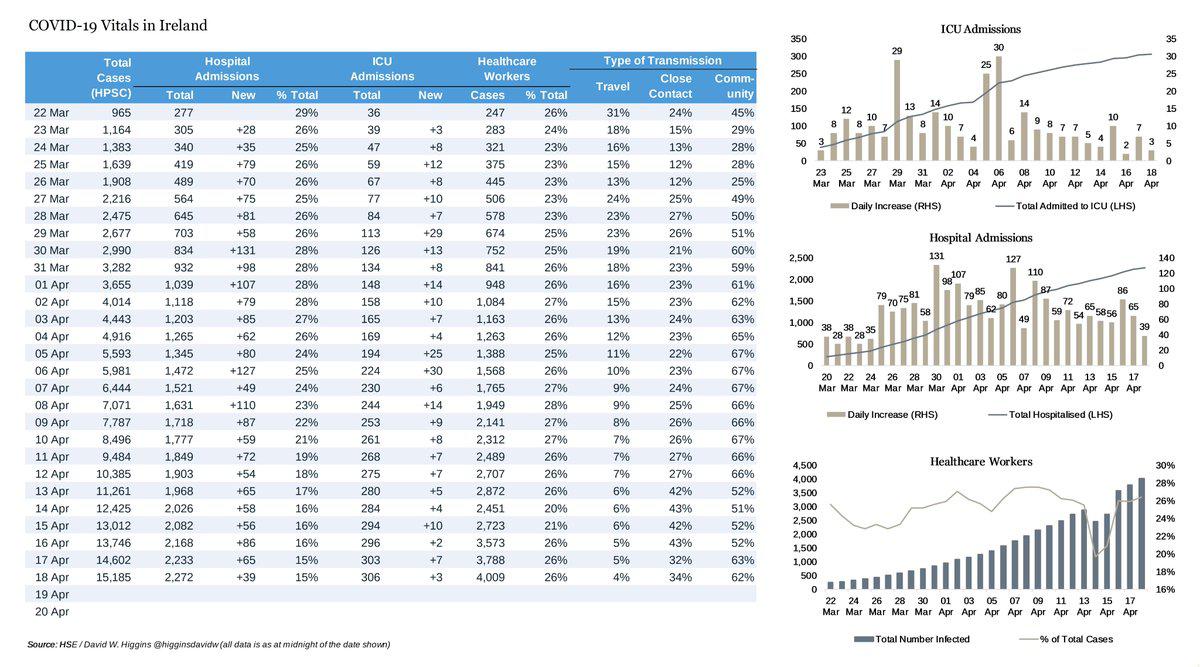 COVID-19 Vitals in Ireland
Total Cases (HPSC) Hospital Admissions ICU Admissions Healthcare Workers Type of Transmission
Total New % Total Total New Cases % Total Travel Close Contact Comm-unity
22 Mar 965 277 29% 36 247 26% 31% 24% 45%
23 Mar 1,164 305 +28 26% 39 +3 283 24% 18% 15% 29%
24 Mar 1,383 340 +35 25% 47 +8 321 23% 16% 13% 28%
25 Mar 1,639 419 +79 26% 59 +12 375 23% 15% 12% 28%
26 Mar 1,908 489 +70 26% 67 +8 445 23% 13% 12% 25%
27 Mar 2,216 564 +75 25% 77 +10 506 23% 24% 25% 49%
28 Mar 2,475 645 +81 26% 84 +7 578 23% 23% 27% 50%
29 Mar 2,677 703 +58 26% 113 +29 674 25% 23% 26% 51%
30 Mar 2,990 834 +131 28% 126 +13 752 25% 19% 21% 60%
31 Mar 3,282 932 +98 28% 134 +8 841 26% 18% 23% 59%
01 Apr 3,655 1,039 +107 28% 148 +14 948 26% 16% 23% 61%
02 Apr 4,014 1,118 +79 28% 158 +10 1,084 27% 15% 23% 62%
03 Apr 4,443 1,203 +85 27% 165 +7 1,163 26% 13% 24% 63%
04 Apr 4,916 1,265 +62 26% 169 +4 1,263 26% 12% 23% 65%
05 Apr 5,593 1,345 +80 24% 194 +25 1,388 25% 11% 22% 67%
06 Apr 5,981 1,472 +127 25% 224 +30 1,568 26% 10% 23% 67%
07 Apr 6,444 1,521 +49 24% 230 +6 1,765 27% 9% 24% 67%
08 Apr 7,071 1,631 +110 23% 244 +14 1,949 28% 9% 25% 66%
09 Apr 7,787 1,718 +87 22% 253 +9 2,141 27% 8% 26% 66%
10 Apr 8,496 1,777 +59 21% 261 +8 2,312 27% 7% 26% 67%
11 Apr 9,484 1,849 +72 19% 268 +7 2,489 26% 7% 27% 66%
12 Apr 10,385 1,903 +54 18% 275 +7 2,707 26% 7% 27% 66%
13 Apr 11,261 1,968 +65 17% 280 +5 2,872 26% 6% 42% 52%
14 Apr 12,425 2,026 +58 16% 284 +4 2,451 20% 6% 43% 51%
15 Apr 13,012 2,082 +56 16% 294 +10 2,723 21% 6% 42% 52%
16 Apr 13,746 2,168 +86 16% 296 +2 3,573 26% 5% 43% 52%
17 Apr 14,602 2,233 +65 15% 303 +7 3,788 26% 5% 32% 63%
18 Apr 15,185 2,272 +39 15% 306 +3 4,009 26% 4% 34% 62%
19 Apr
20 Apr
Source: HSE / David W. Higgins @higginsdavidw (all data is as at midnight of the date shown)
ICU Admissions
350 300 250 200 150 100 50 0
35 30 25 20 15 10 5 0
3 8 12 8 10 7 29 13 8 14 10 7 4 25 30 6 14 9 8 7 7 5 4 10 2 7 3
23 25 27 29 31 02 04 06 08 10 12 14 16 18
Mar Mar Mar Mar Mar Apr Apr Apr Apr Apr Apr Apr Apr Apr
Daily Increase (RHS) Total Admitted to ICU (LHS)
Hospital Admissions
2,500 2,000 1,500 1,000 500 0
140 120 100 80 60 40 20 0
38 28 38 28 35 79 70 75 81 58 131 98 107 79 85 62 80 127 49 110 87 59 72 54 65 58 56 86 65 39
20 22 24 26 28 30 01 03 05 07 09 11 13 15 17
Mar Mar Mar Mar Mar Mar Apr Apr Apr Apr Apr Apr Apr Apr Apr
Daily Increase (RHS) Total Hospitalised (LHS)
Healthcare Workers
4,500 4,000 3,500 3,000 2,500 2,000 1,500 1,000 500 0
30% 28% 26% 24% 22% 20% 18% 16%
22 24 26 28 30 01 03 05 07 09 11 13 15 17
Mar Mar Mar Mar Mar Apr Apr Apr Apr Apr Apr Apr Apr Apr
Total Number Infected % of Total Cases